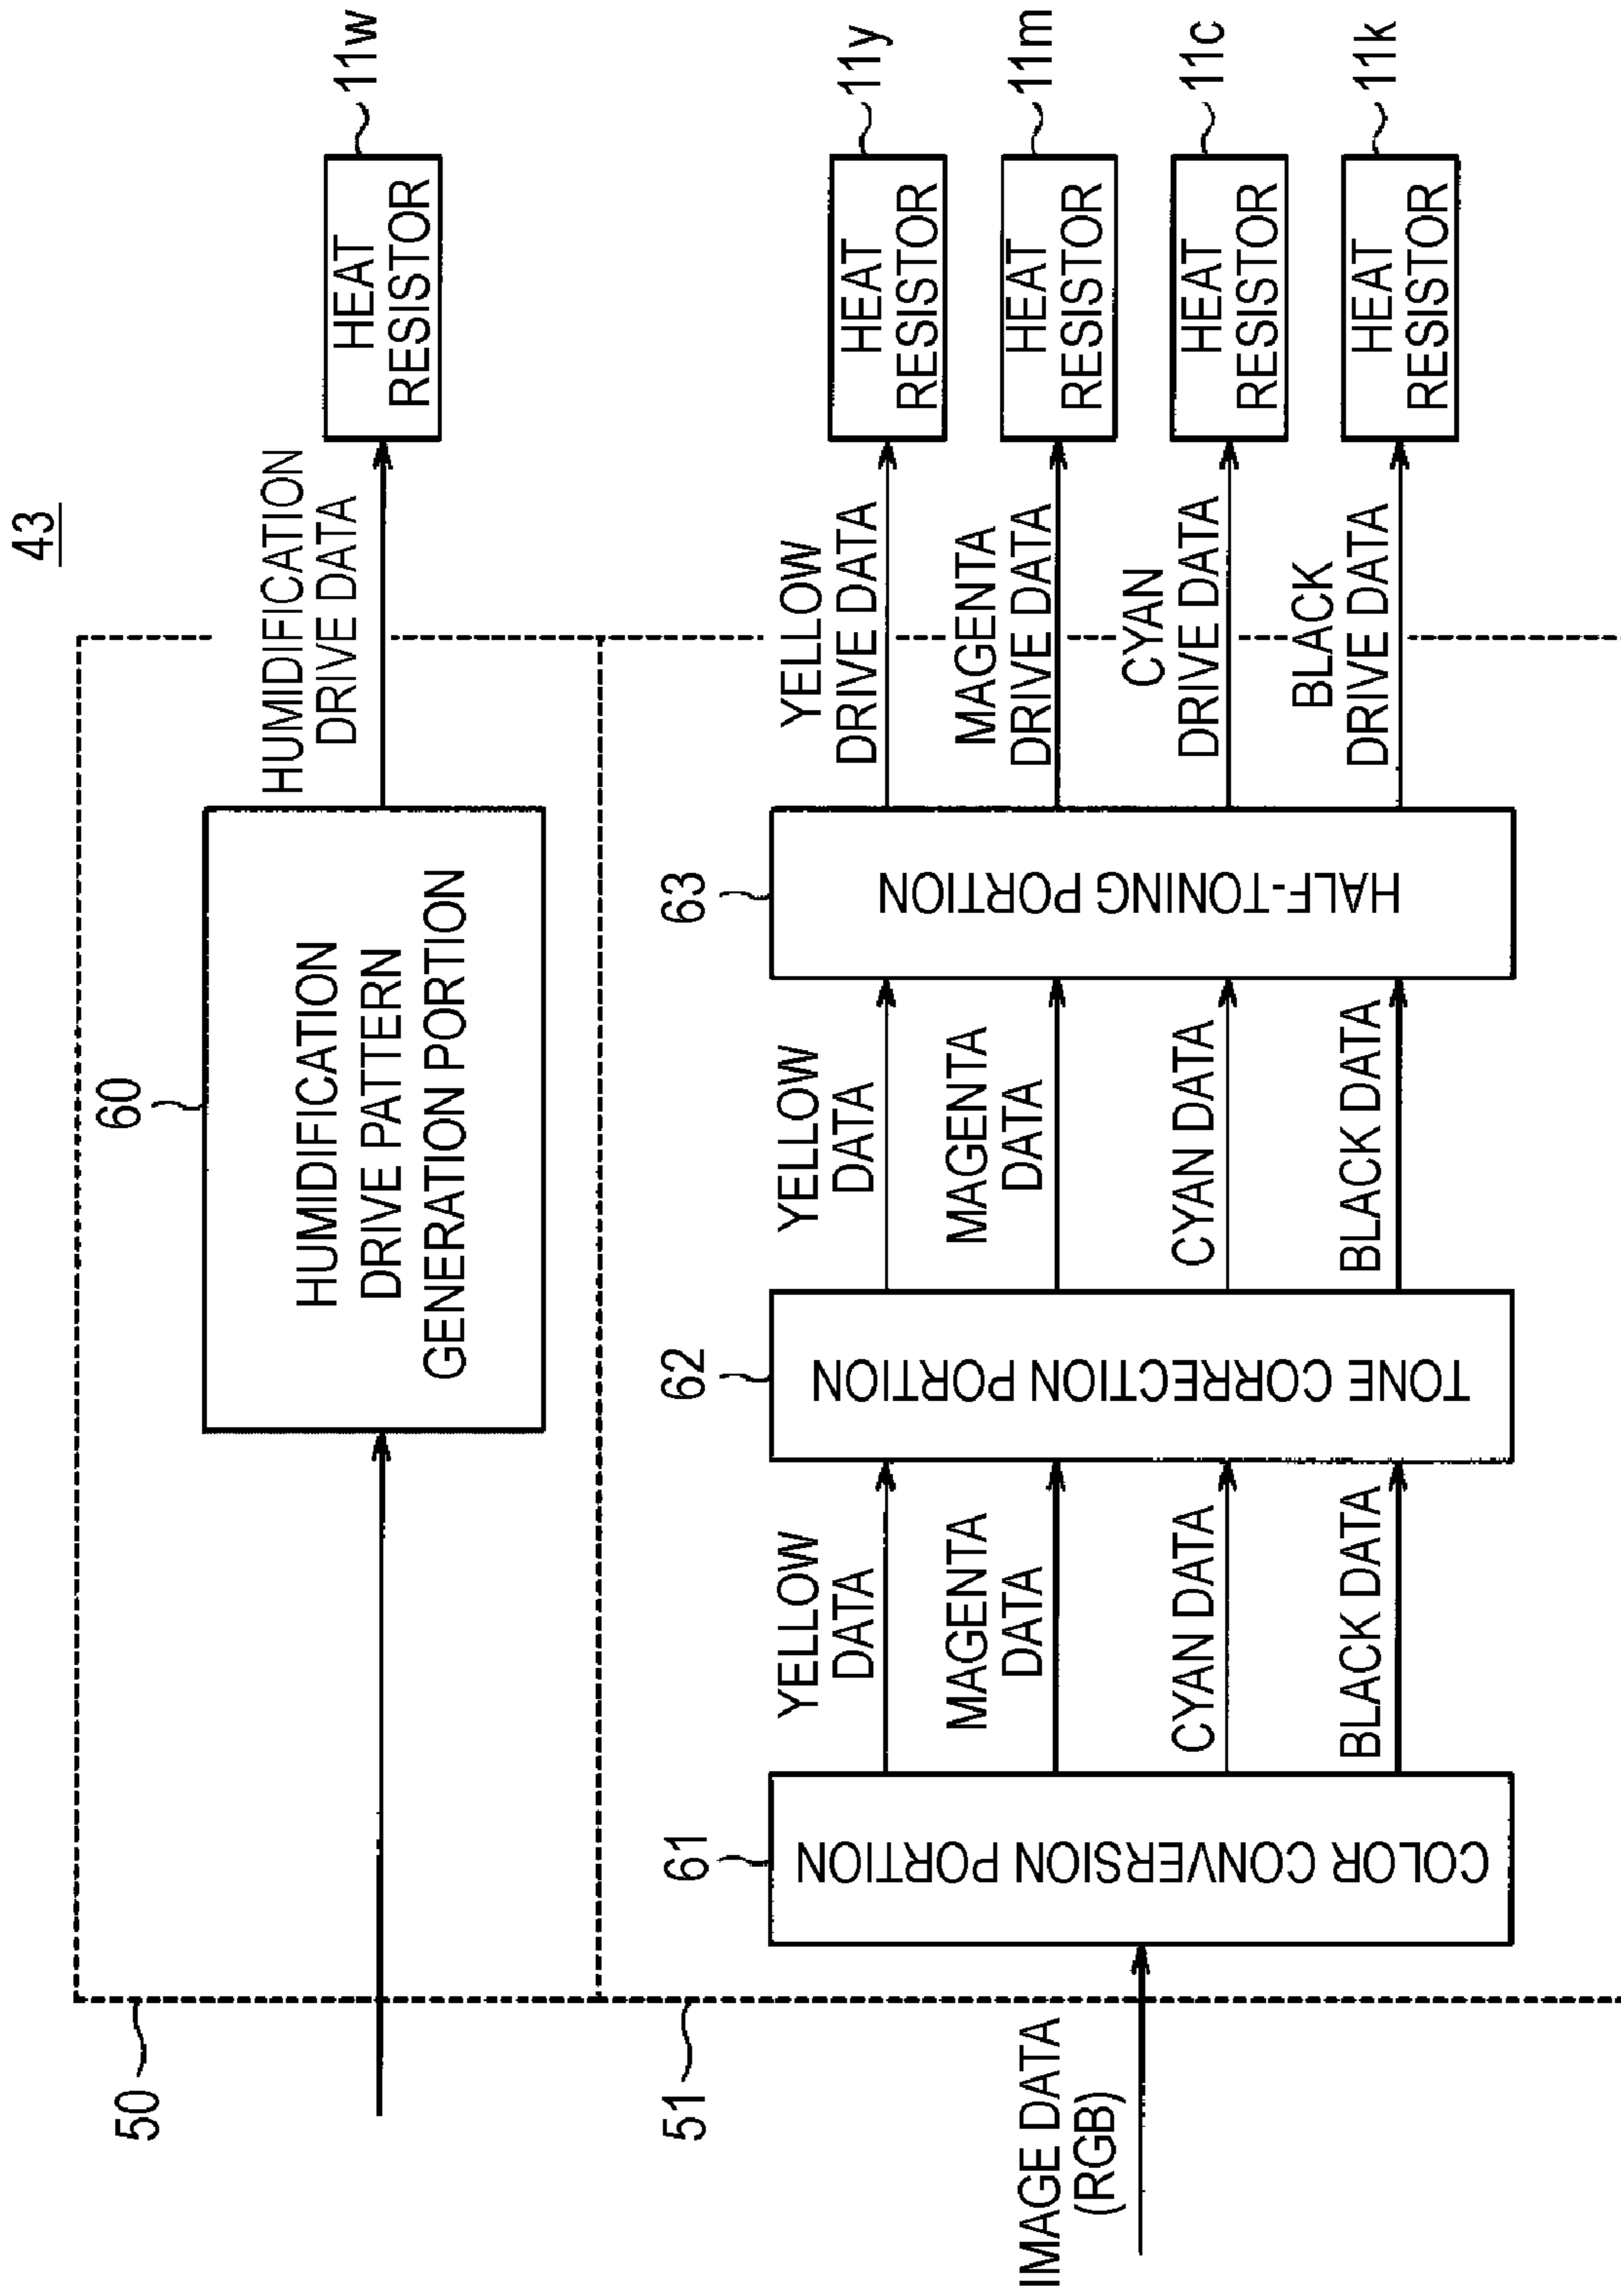 43
50
60
HUMIDIFICATION
DRIVE PATTERN
GENERATION PORTION
HUMIDIFICATION
DRIVE DATA
HEAT
RESISTOR
11w
51
IMAGE DATA
(RGB)
61
COLOR CONVERSION PORTION
YELLOW
DATA
MAGENTA
DATA
CYAN DATA
BLACK DATA
62
TONE CORRECTION PORTION
YELLOW
DATA
MAGENTA
DATA
CYAN DATA
BLACK DATA
63
HALF-TONING PORTION
YELLOW
DRIVE DATA
MAGENTA
DRIVE DATA
CYAN
DRIVE DATA
BLACK
DRIVE DATA
HEAT
RESISTOR
11y
HEAT
RESISTOR
11m
HEAT
RESISTOR
11c
HEAT
RESISTOR
11k